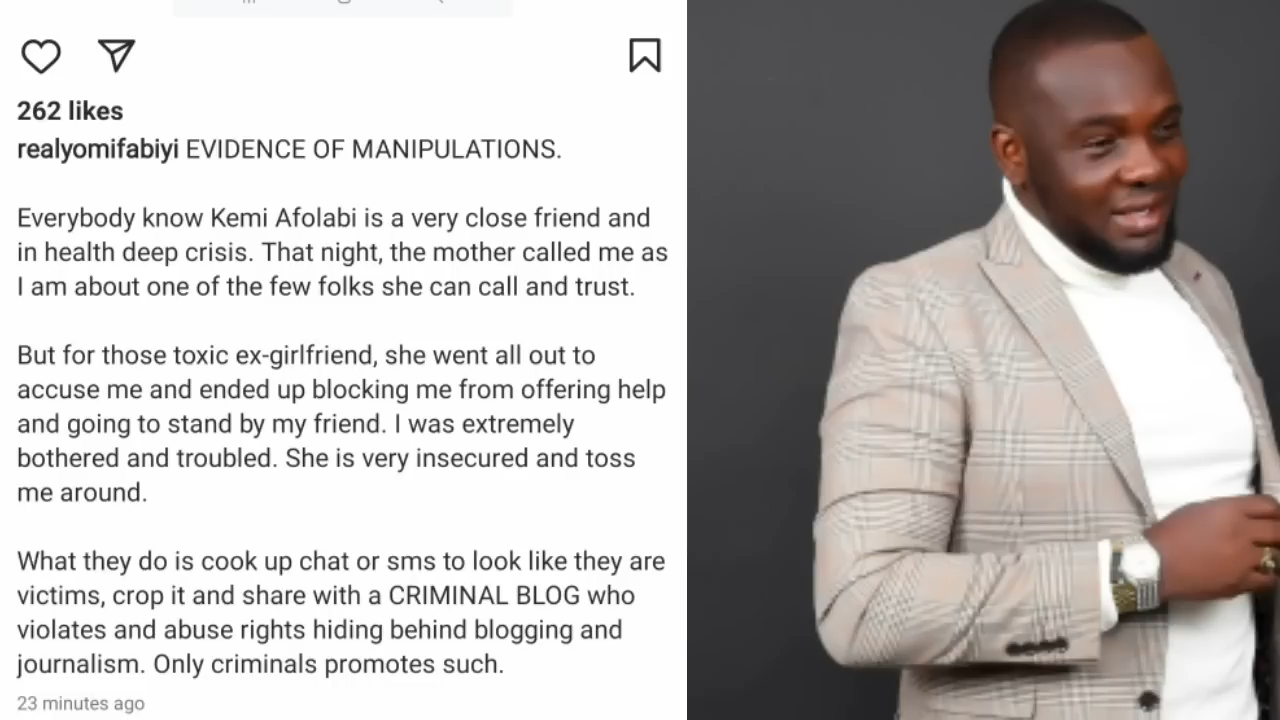 262 likes
realyomifabiyi EVIDENCE OF MANIPULATIONS.
Everybody know Kemi Afolabi is a very close friend and
in health deep crisis. That night, the mother called me as
I am about one of the few folks she can call and trust.
But for those toxic ex-girlfriend, she went all out to
accuse me and ended up blocking me from offering help
and going to stand by my friend. I was extremely
bothered and troubled. She is very insecured and toss
me around.
What they do is cook up chat or sms to look like they are
victims, crop it and share with a CRIMINAL BLOG who
violates and abuse rights hiding behind blogging and
journalism. Only criminals promotes such.
23 minutes ago